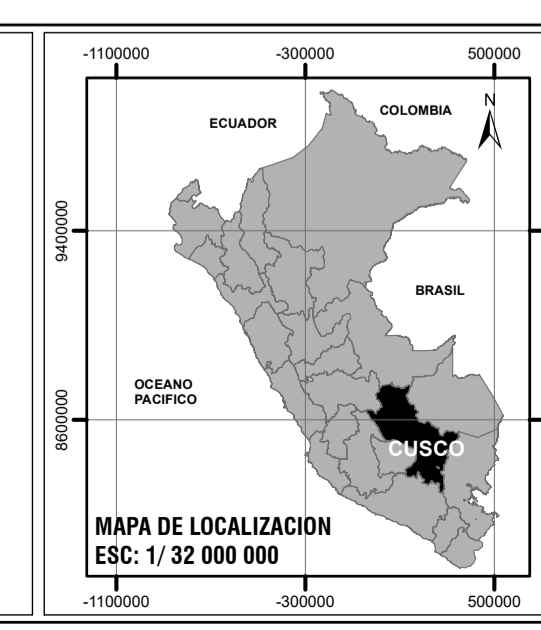 -1100000
-300000
500000
N
COLOMBIA
ECUADOR
9400000
BRASIL
OCEANO
PACIFICO
8600000
CUSCO
MAPA DE LOCALIZACION
ESC: 1/ 32 000 000
-1100000
-300000
500000